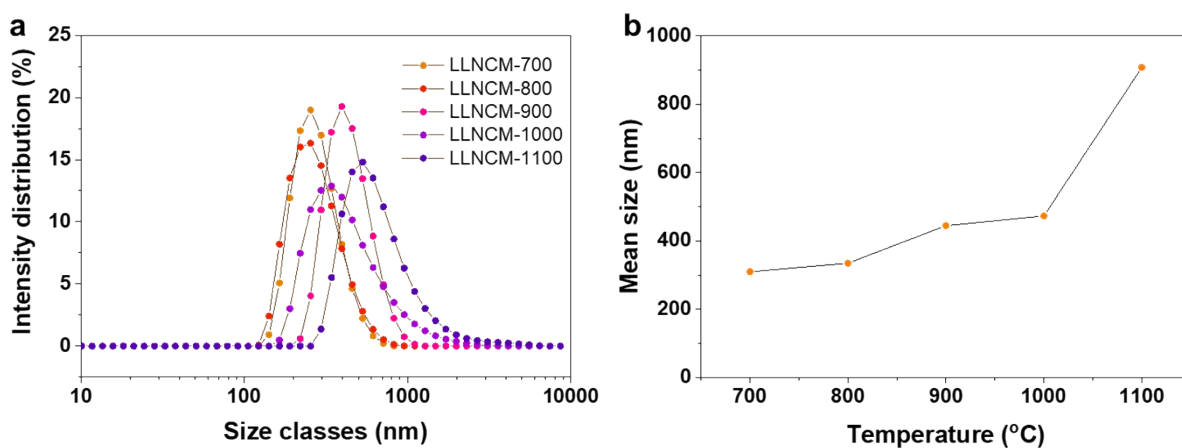 a
25
20
15
10
5
0
Intensity distribution (%)
LLNCM-700
LLNCM-800
LLNCM-900
LLNCM-1000
LLNCM-1100
10
100
1000
10000
Size classes (nm)
b
1000
800
600
400
200
0
Mean size (nm)
700
800
900
1000
1100
Temperature (°C)